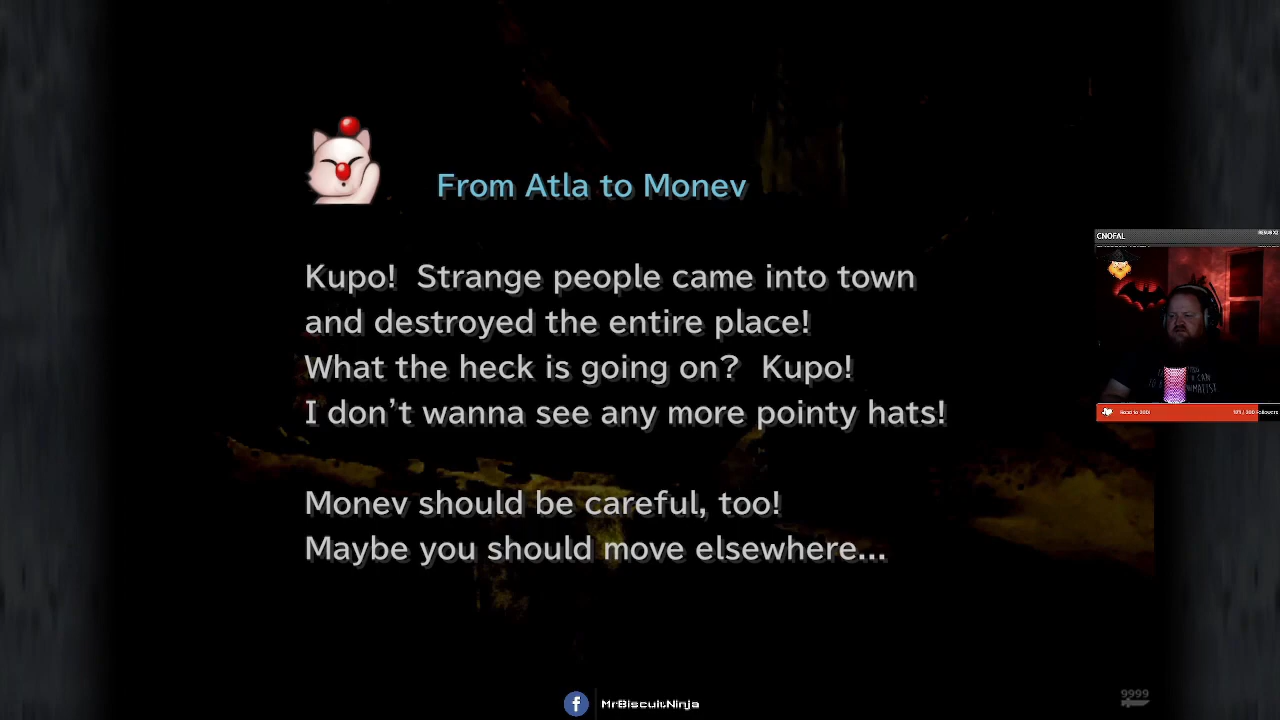 From Atla to Monev
Kupo!  Strange people came into town
and destroyed the entire place!
What the heck is going on?  Kupo!
I don't wanna see any more pointy hats!
Monev should be careful, too!
Maybe you should move elsewhere...
CNOFAL
MrBiscuitNinja
9999